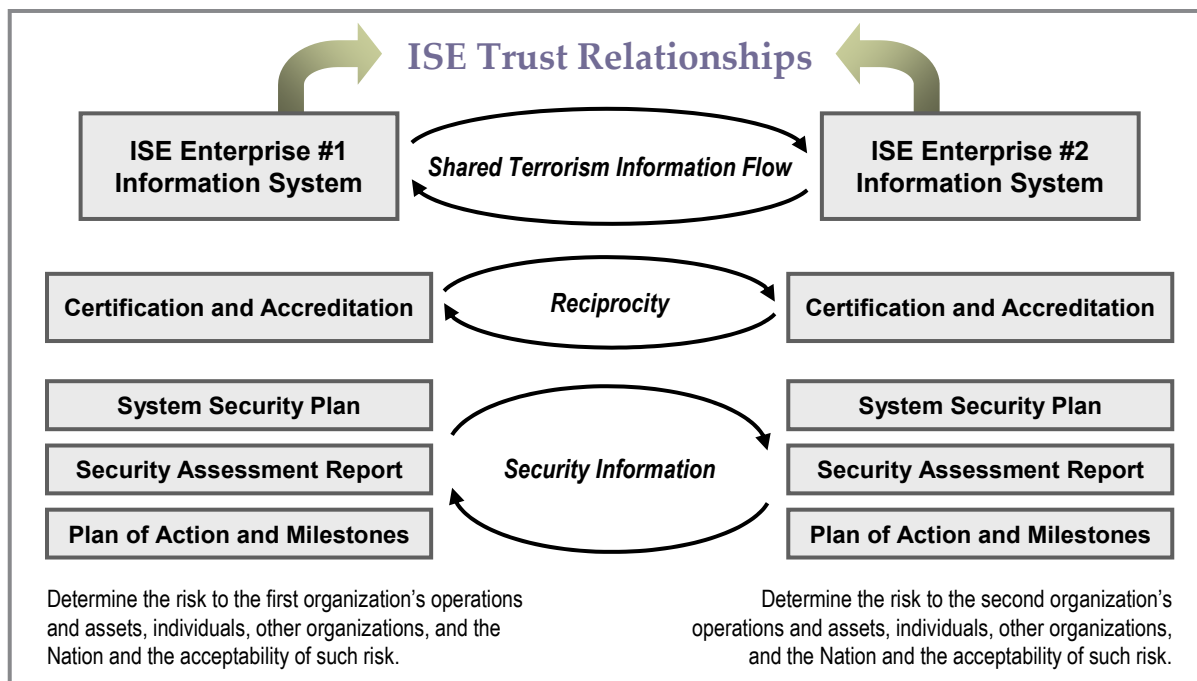 ISE Trust Relationships
ISE Enterprise #1
Information System
Shared Terrorism Information Flow
ISE Enterprise #2
Information System
Certification and Accreditation
Reciprocity
Certification and Accreditation
System Security Plan
Security Assessment Report
Plan of Action and Milestones
Security Information
System Security Plan
Security Assessment Report
Plan of Action and Milestones
Determine the risk to the first organization’s operations
and assets, individuals, other organizations, and the
Nation and the acceptability of such risk.
Determine the risk to the second organization’s
operations and assets, individuals, other organizations,
and the Nation and the acceptability of such risk.